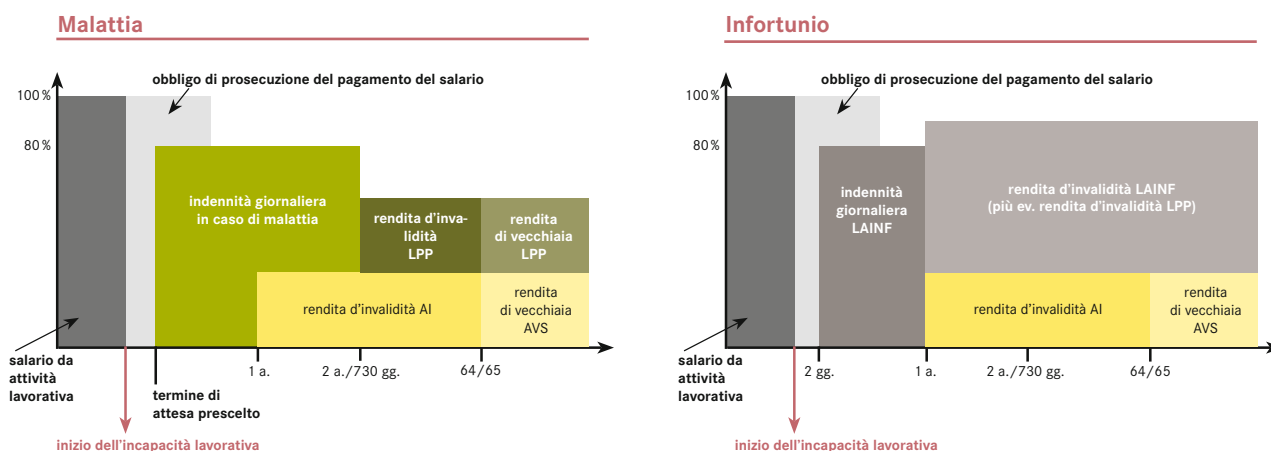 Malattia
obbligo di prosecuzione del pagamento del salario
100 %
80 %
indennità giornaliera
in caso di malattia
rendita d'inva-
lidità
LPP
rendita
di vecchiaia
LPP
rendita d'invalidità AI
rendita
di vecchiaia
AVS
salario da
attività
lavorativa
1 a.
2 a./730 gg.
64/65
termine di
attesa prescelto
inizio dell'incapacità lavorativa
Infortunio
obbligo di prosecuzione del pagamento del salario
100 %
80 %
indennità
giornaliera
LAINF
rendita d'invalidità LAINF
(più ev. rendita d'invalidità LPP)
rendita d'invalidità AI
rendita
di vecchiaia
AVS
salario da
attività
lavorativa
2 gg.
1 a.
2 a./730 gg.
64/65
inizio dell'incapacità lavorativa